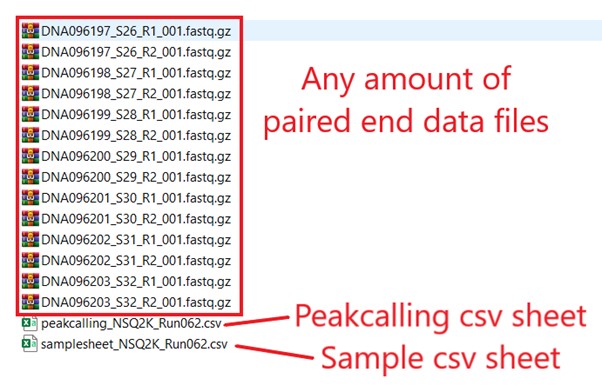 DNA096197_S26_R1_001.fastq.gz
DNA096197_S26_R2_001.fastq.gz
DNA096198_S27_R1_001.fastq.gz
DNA096198_S27_R2_001.fastq.gz
DNA096199_S28_R1_001.fastq.gz
DNA096199_S28_R2_001.fastq.gz
DNA096200_S29_R1_001.fastq.gz
DNA096200_S29_R2_001.fastq.gz
DNA096201_S30_R1_001.fastq.gz
DNA096201_S30_R2_001.fastq.gz
DNA096202_S31_R1_001.fastq.gz
DNA096202_S31_R2_001.fastq.gz
DNA096203_S32_R1_001.fastq.gz
DNA096203_S32_R2_001.fastq.gz
Any amount of
paired end data files
peakcalling_NSQ2K_Run062.csv
Peakcalling csv sheet
samplesheet_NSQ2K_Run062.csv
Sample csv sheet